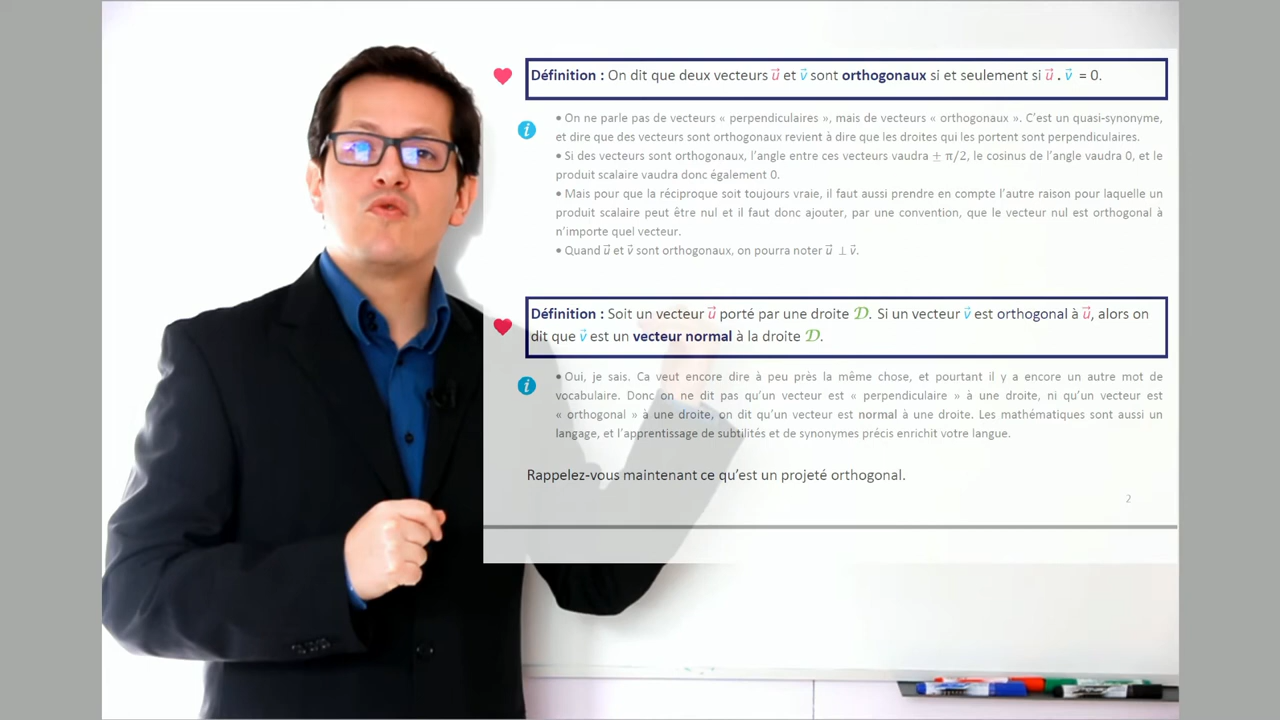 Définition : On dit que deux vecteurs u⃗ et v⃗ sont orthogonaux si et seulement si u⃗ . v⃗ = 0.
• On ne parle pas de vecteurs « perpendiculaires », mais de vecteurs « orthogonaux ». C’est un quasi-synonyme,
et dire que des vecteurs sont orthogonaux revient à dire que les droites qui les portent sont perpendiculaires.
• Si des vecteurs sont orthogonaux, l’angle entre ces vecteurs vaudra ± π/2, le cosinus de l’angle vaudra 0, et le
produit scalaire vaudra donc également 0.
• Mais pour que la réciproque soit toujours vraie, il faut aussi prendre en compte l’autre raison pour laquelle un
produit scalaire peut être nul et il faut donc ajouter, par une convention, que le vecteur nul est orthogonal à
n’importe quel vecteur.
• Quand u⃗ et v⃗ sont orthogonaux, on pourra noter u⃗ ⊥ v⃗.
Définition : Soit un vecteur u⃗ porté par une droite 𝒟. Si un vecteur v⃗ est orthogonal à u⃗, alors on
dit que v⃗ est un vecteur normal à la droite 𝒟.
• Oui, je sais. Ca veut encore dire à peu près la même chose, et pourtant il y a encore un autre mot de
vocabulaire. Donc on ne dit pas qu’un vecteur est « perpendiculaire » à une droite, ni qu’un vecteur est
« orthogonal » à une droite, on dit qu’un vecteur est normal à une droite. Les mathématiques sont aussi un
langage, et l’apprentissage de subtilités et de synonymes précis enrichit votre langue.
Rappelez-vous maintenant ce qu’est un projeté orthogonal.
2